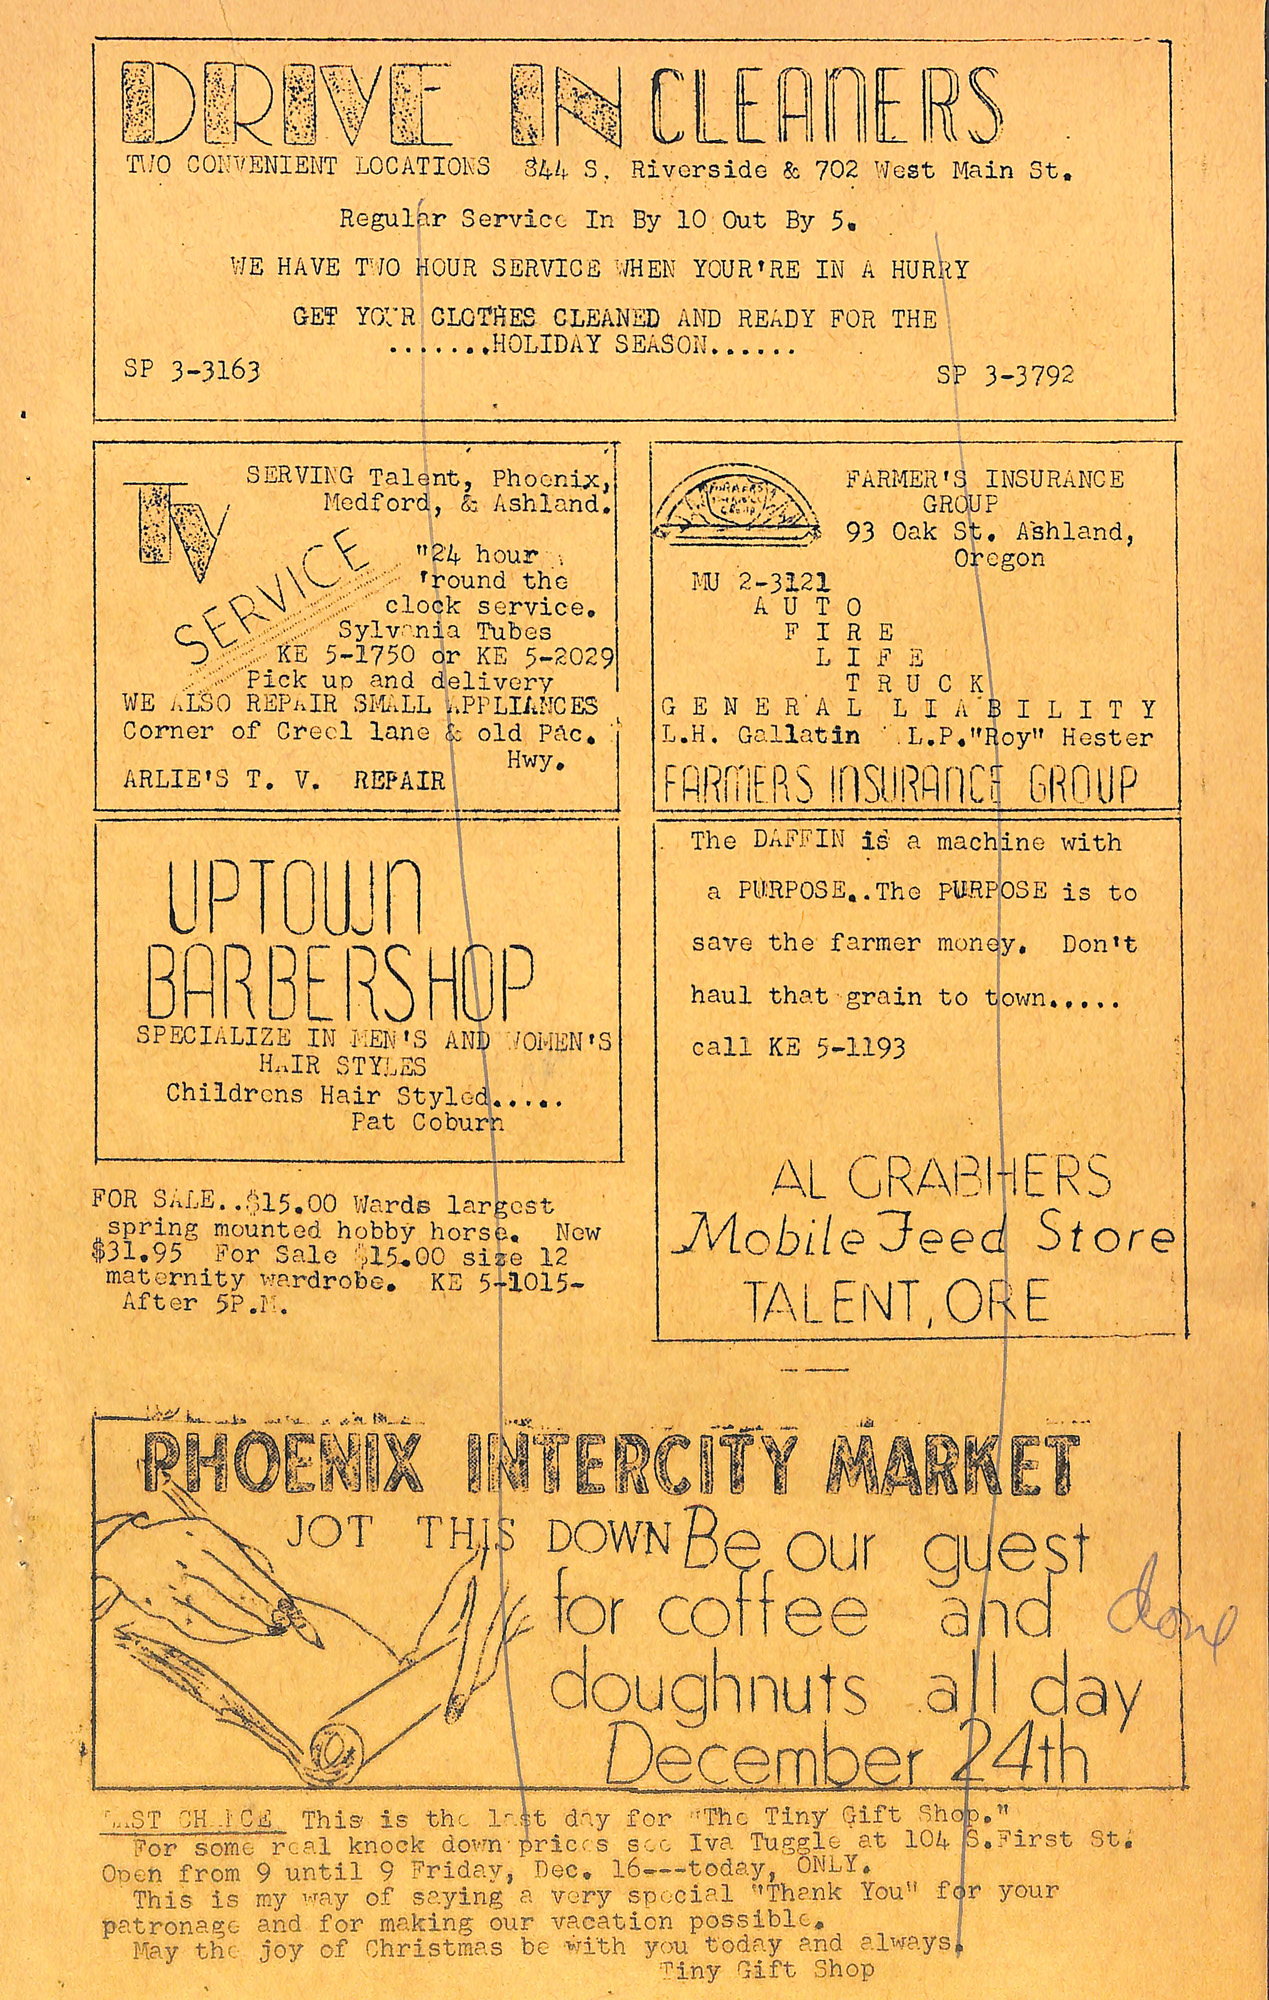 DRIVE IN CLEANERS
TWO CONVENIENT LOCATIONS 844 S. Riverside & 702 West Main St.
Regular Service In By 10 Out By 5.
WE HAVE TWO HOUR SERVICE WHEN YOUR'RE IN A HURRY
GET YOUR CLOTHES CLEANED AND READY FOR THE
.......HOLIDAY SEASON......
SP 3-3163 SP 3-3792
TV
SERVICE
SERVING Talent, Phoenix,
Medford, & Ashland.
"24 hour
'round the
clock service.
Sylvania Tubes
KE 5-1750 or KE 5-2029
Pick up and delivery
WE ALSO REPAIR SMALL APPLIANCES
Corner of Creel lane & old Pac.
Hwy.
ARLIE'S T. V. REPAIR
FARMERS
INSURANCE
GROUP
FARMER'S INSURANCE
GROUP
93 Oak St. Ashland,
Oregon
MU 2-3121
AUTO
FIRE
LIFE
TRUCK
GENERAL LIABILITY
L.H. Gallatin L.P."Roy" Hester
FARMERS INSURANCE GROUP
UPTOWN
BARBERSHOP
SPECIALIZE IN MEN'S AND WOMEN'S
HAIR STYLES
Childrens Hair Styled.....
Pat Coburn
The DAFFIN is a machine with
a PURPOSE..The PURPOSE is to
save the farmer money. Don't
haul that grain to town.....
call KE 5-1193
AL GRABHERS
Mobile Feed Store
TALENT, ORE
FOR SALE..$15.00 Wards largest
spring mounted hobby horse. New
$31.95 For Sale $15.00 size 12
maternity wardrobe. KE 5-1015-
After 5P.M.
PHOENIX INTERCITY MARKET
JOT THIS DOWN Be our guest
for coffee and
doughnuts all day
December 24th
done
LAST CHANCE This is the last day for "The Tiny Gift Shop."
For some real knock down prices see Iva Tuggle at 104 S.First St.
Open from 9 until 9 Friday, Dec. 16---today, ONLY.
This is my way of saying a very special "Thank You" for your
patronage and for making our vacation possible.
May the joy of Christmas be with you today and always.
Tiny Gift Shop